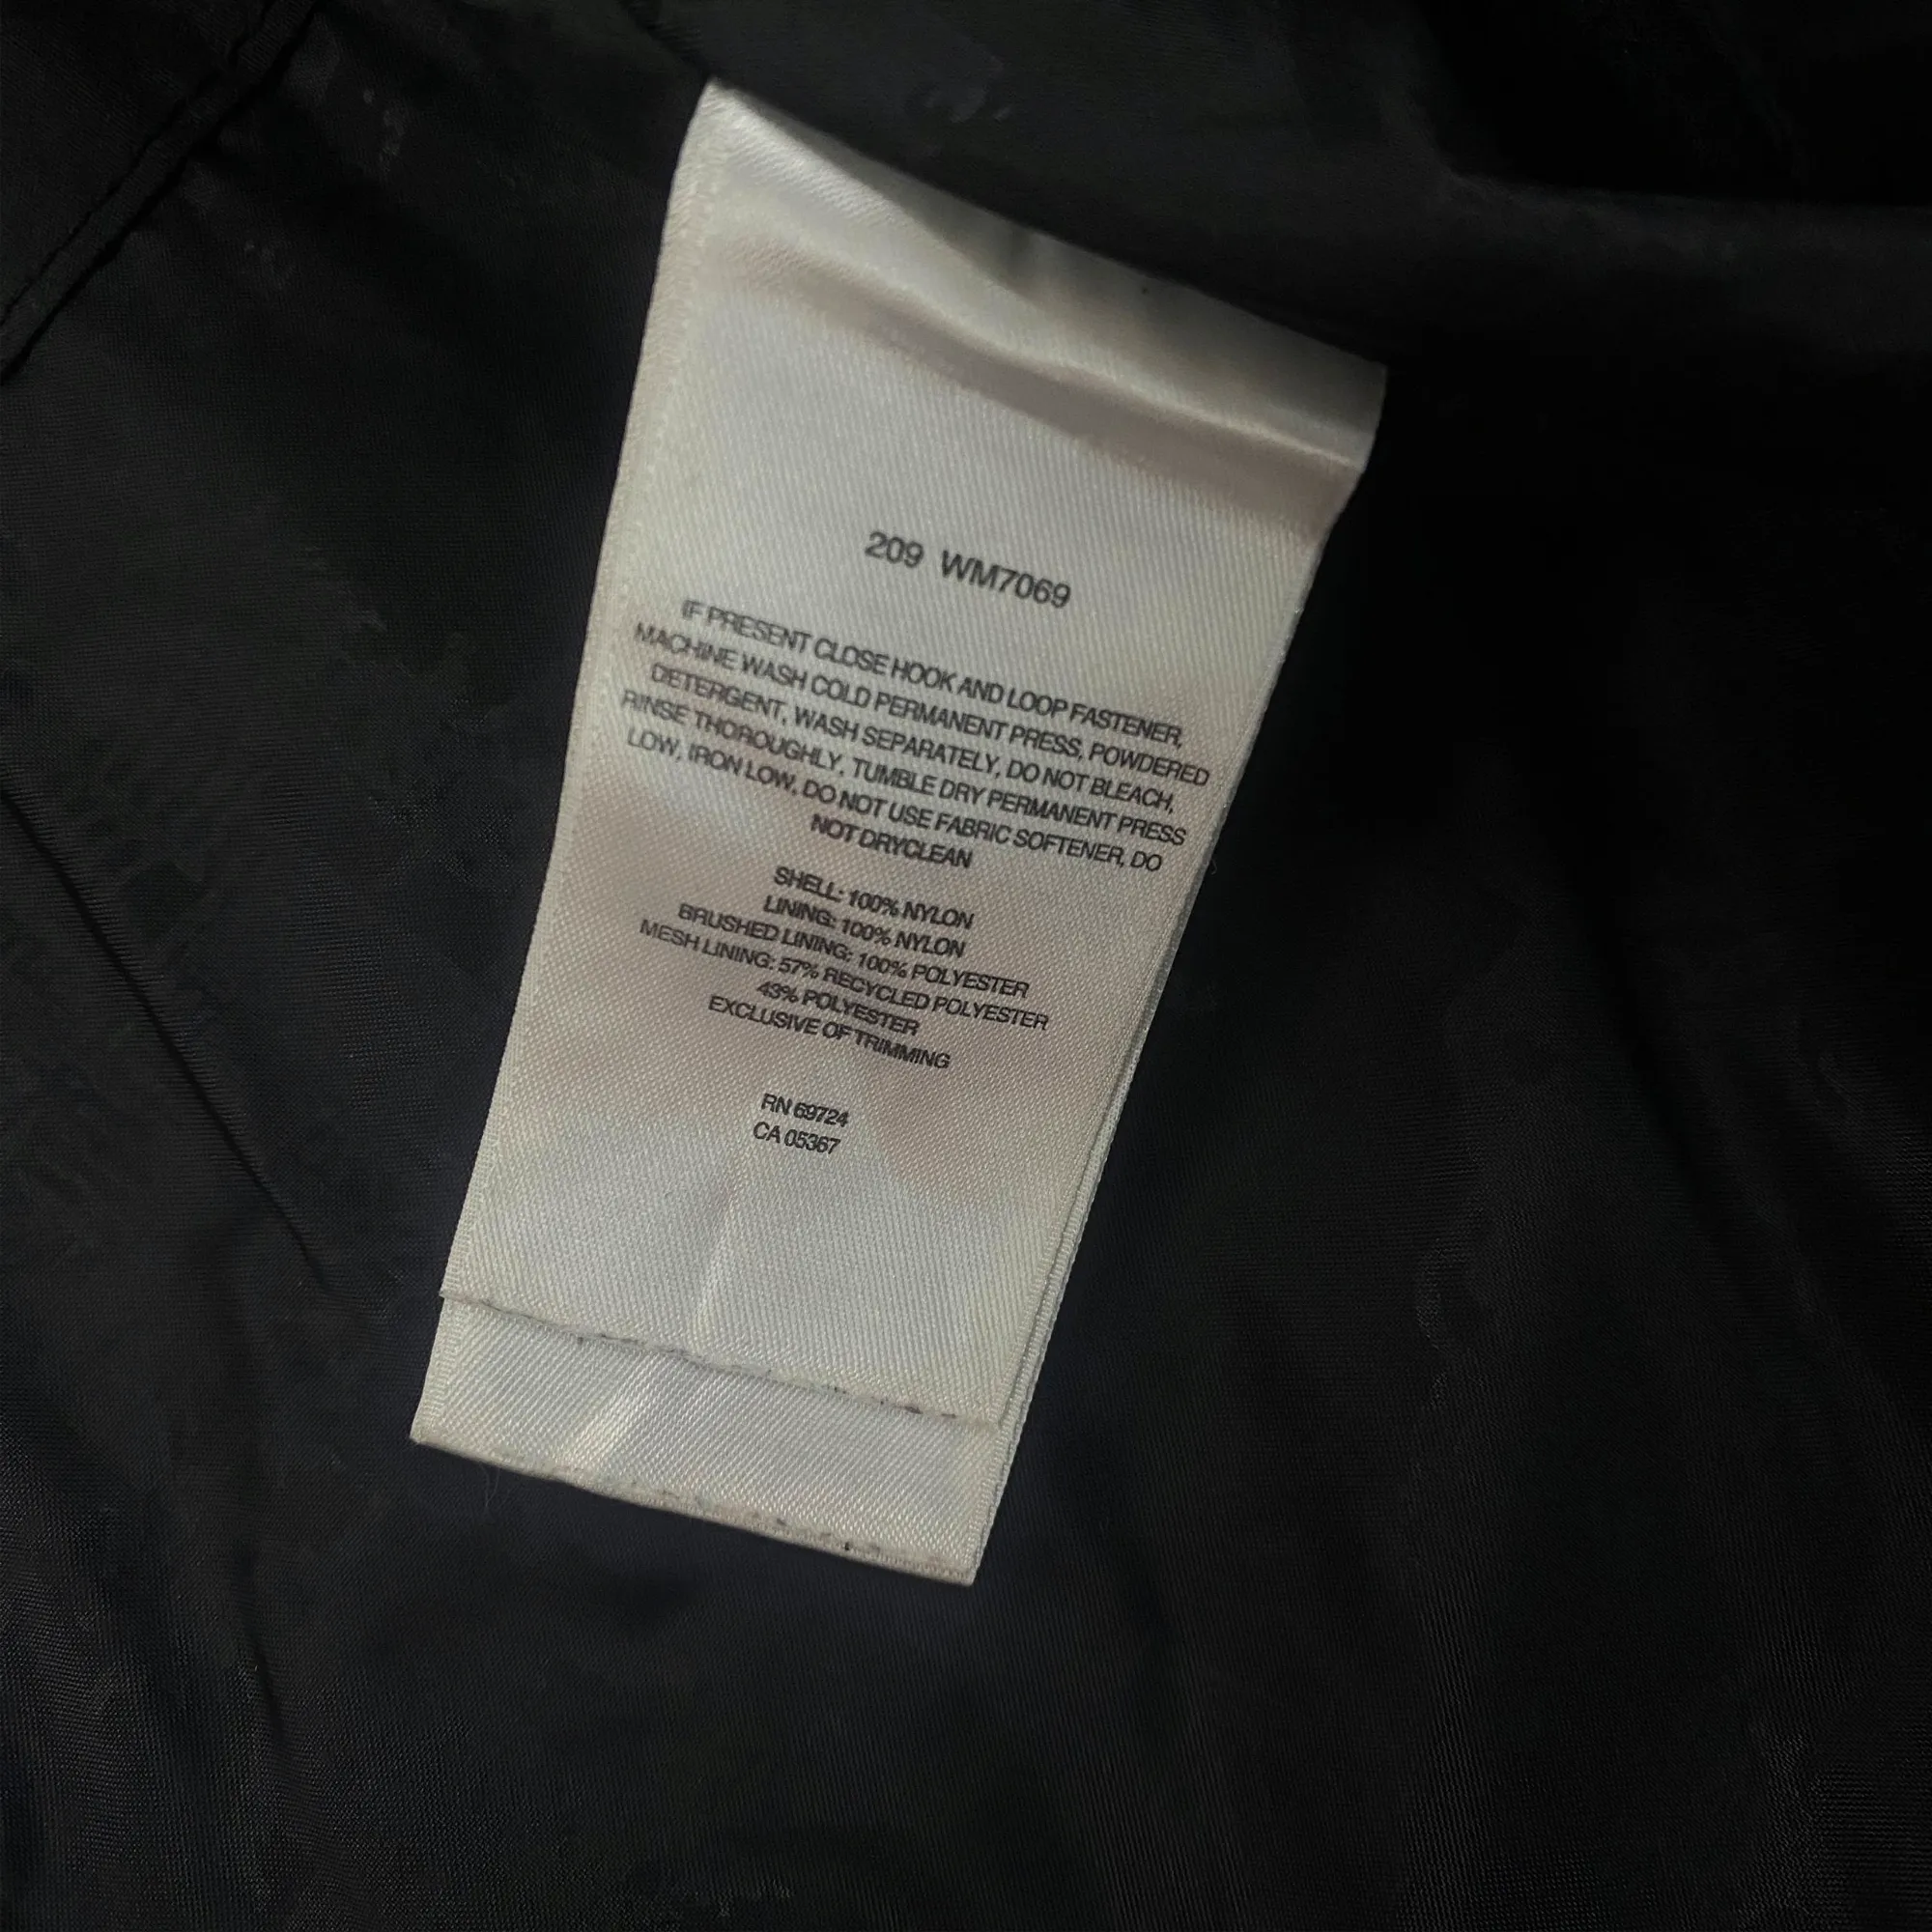 209 WM7069
IF PRESENT CLOSE HOOK AND LOOP FASTENER,
MACHINE WASH COLD PERMANENT PRESS, POWDERED
DETERGENT, WASH SEPARATELY, DO NOT BLEACH,
RINSE THOROUGHLY, TUMBLE DRY PERMANENT PRESS
LOW, IRON LOW, DO NOT USE FABRIC SOFTENER, DO
NOT DRYCLEAN
SHELL: 100% NYLON
LINING: 100% NYLON
BRUSHED LINING: 100% POLYESTER
MESH LINING: 57% RECYCLED POLYESTER
43% POLYESTER
EXCLUSIVE OF TRIMMING
RN 69724
CA 05367